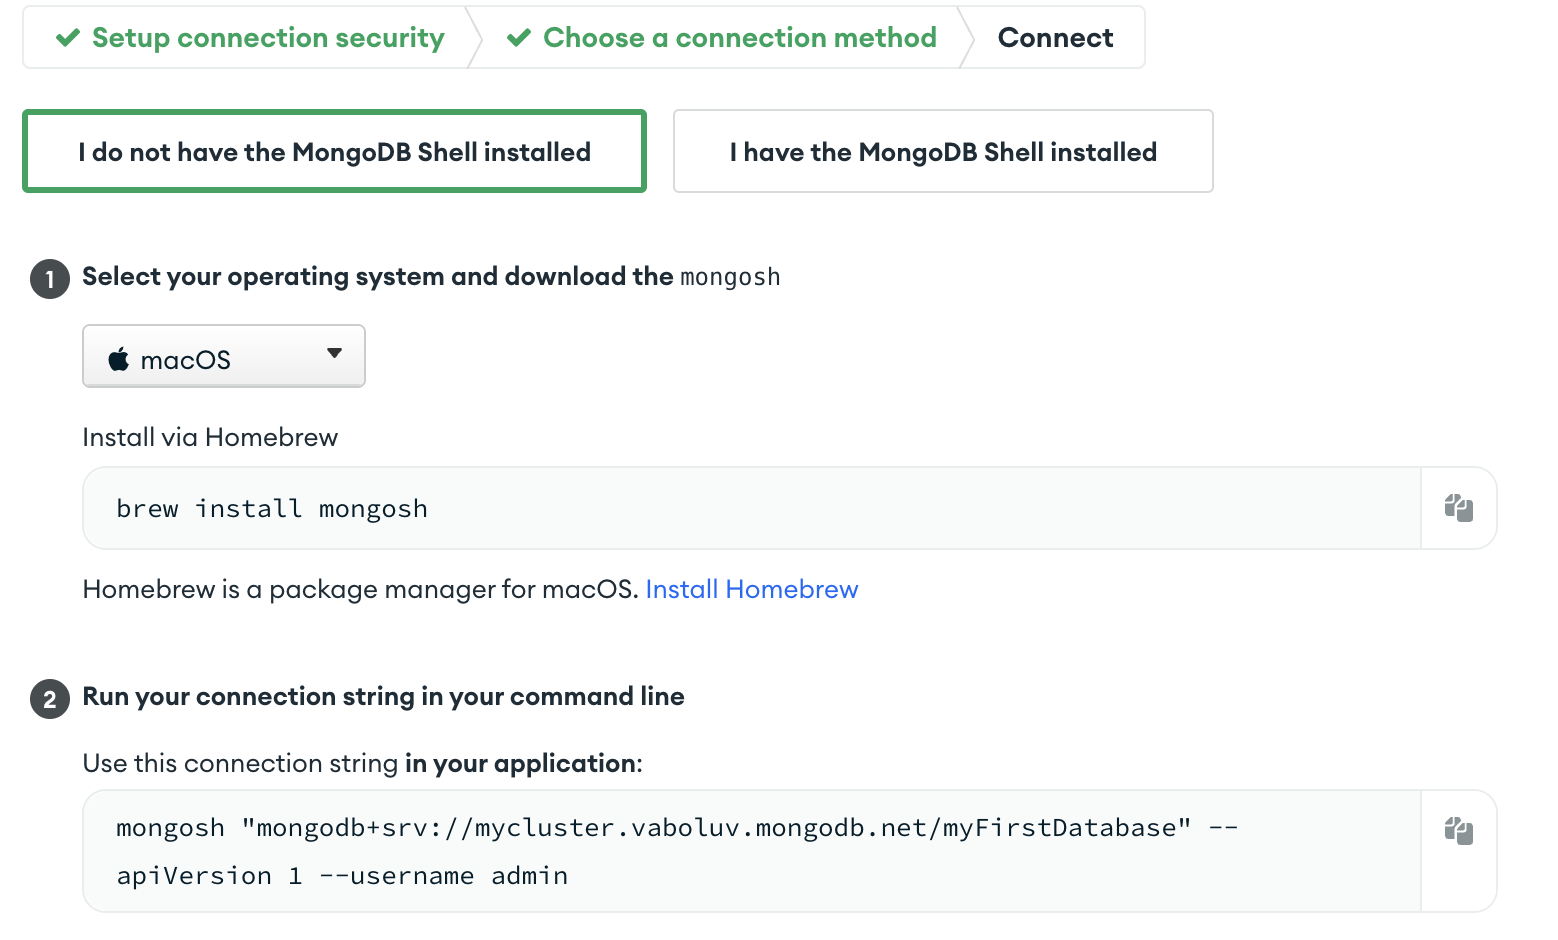 Setup connection security
Choose a connection method
Connect
I do not have the MongoDB Shell installed
I have the MongoDB Shell installed
1 Select your operating system and download the mongosh
macOS
Install via Homebrew
brew install mongosh
Homebrew is a package manager for macOS. Install Homebrew
2 Run your connection string in your command line
Use this connection string in your application:
mongosh "mongodb+srv://mycluster.vaboluv.mongodb.net/myFirstDatabase" --
apiVersion 1 --username admin